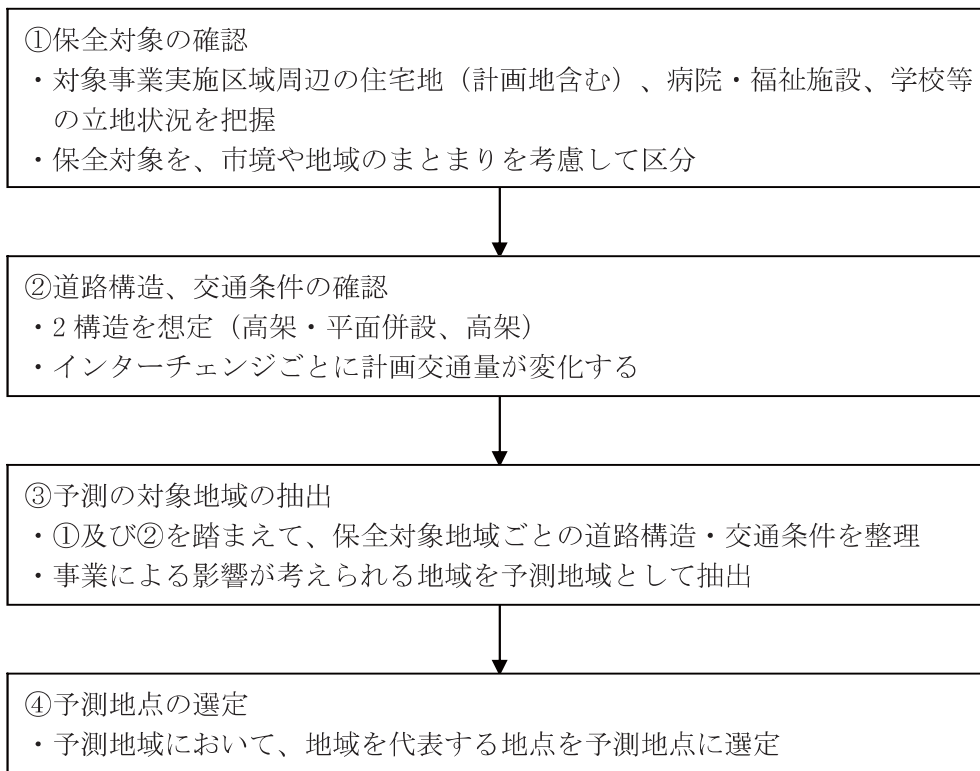 ①保全対象の確認
・対象事業実施区域周辺の住宅地（計画地含む）、病院・福祉施設、学校等
の立地状況を把握
・保全対象を、市境や地域のまとまりを考慮して区分
②道路構造、交通条件の確認
・2 構造を想定（高架・平面併設、高架）
・インターチェンジごとに計画交通量が変化する
③予測の対象地域の抽出
・①及び②を踏まえて、保全対象地域ごとの道路構造・交通条件を整理
・事業による影響が考えられる地域を予測地域として抽出
④予測地点の選定
・予測地域において、地域を代表する地点を予測地点に選定